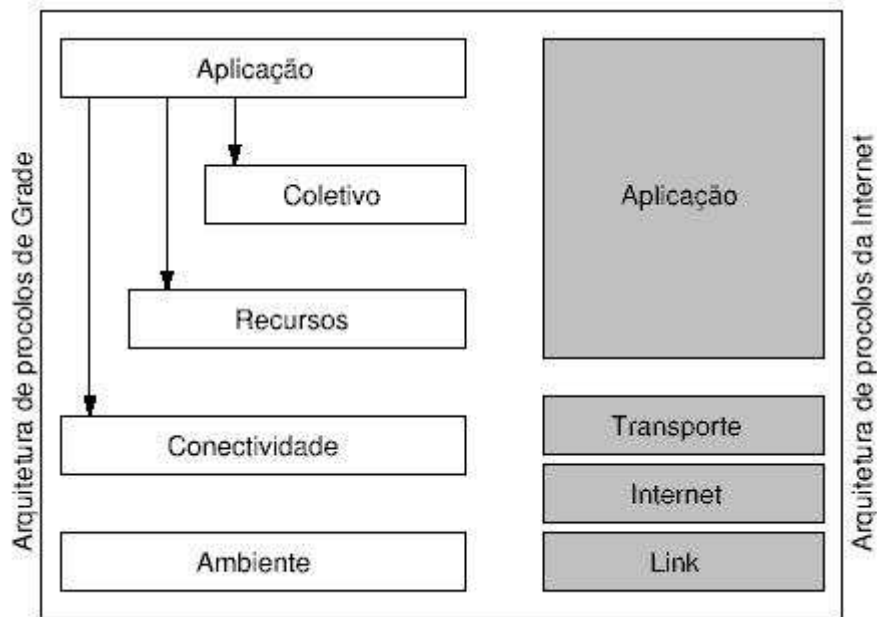 Arquitetura de procolos de Grade
Aplicação
Coletivo
Recursos
Conectividade
Ambiente
Aplicação
Transporte
Internet
Link
Arquitetura de procolos da Internet